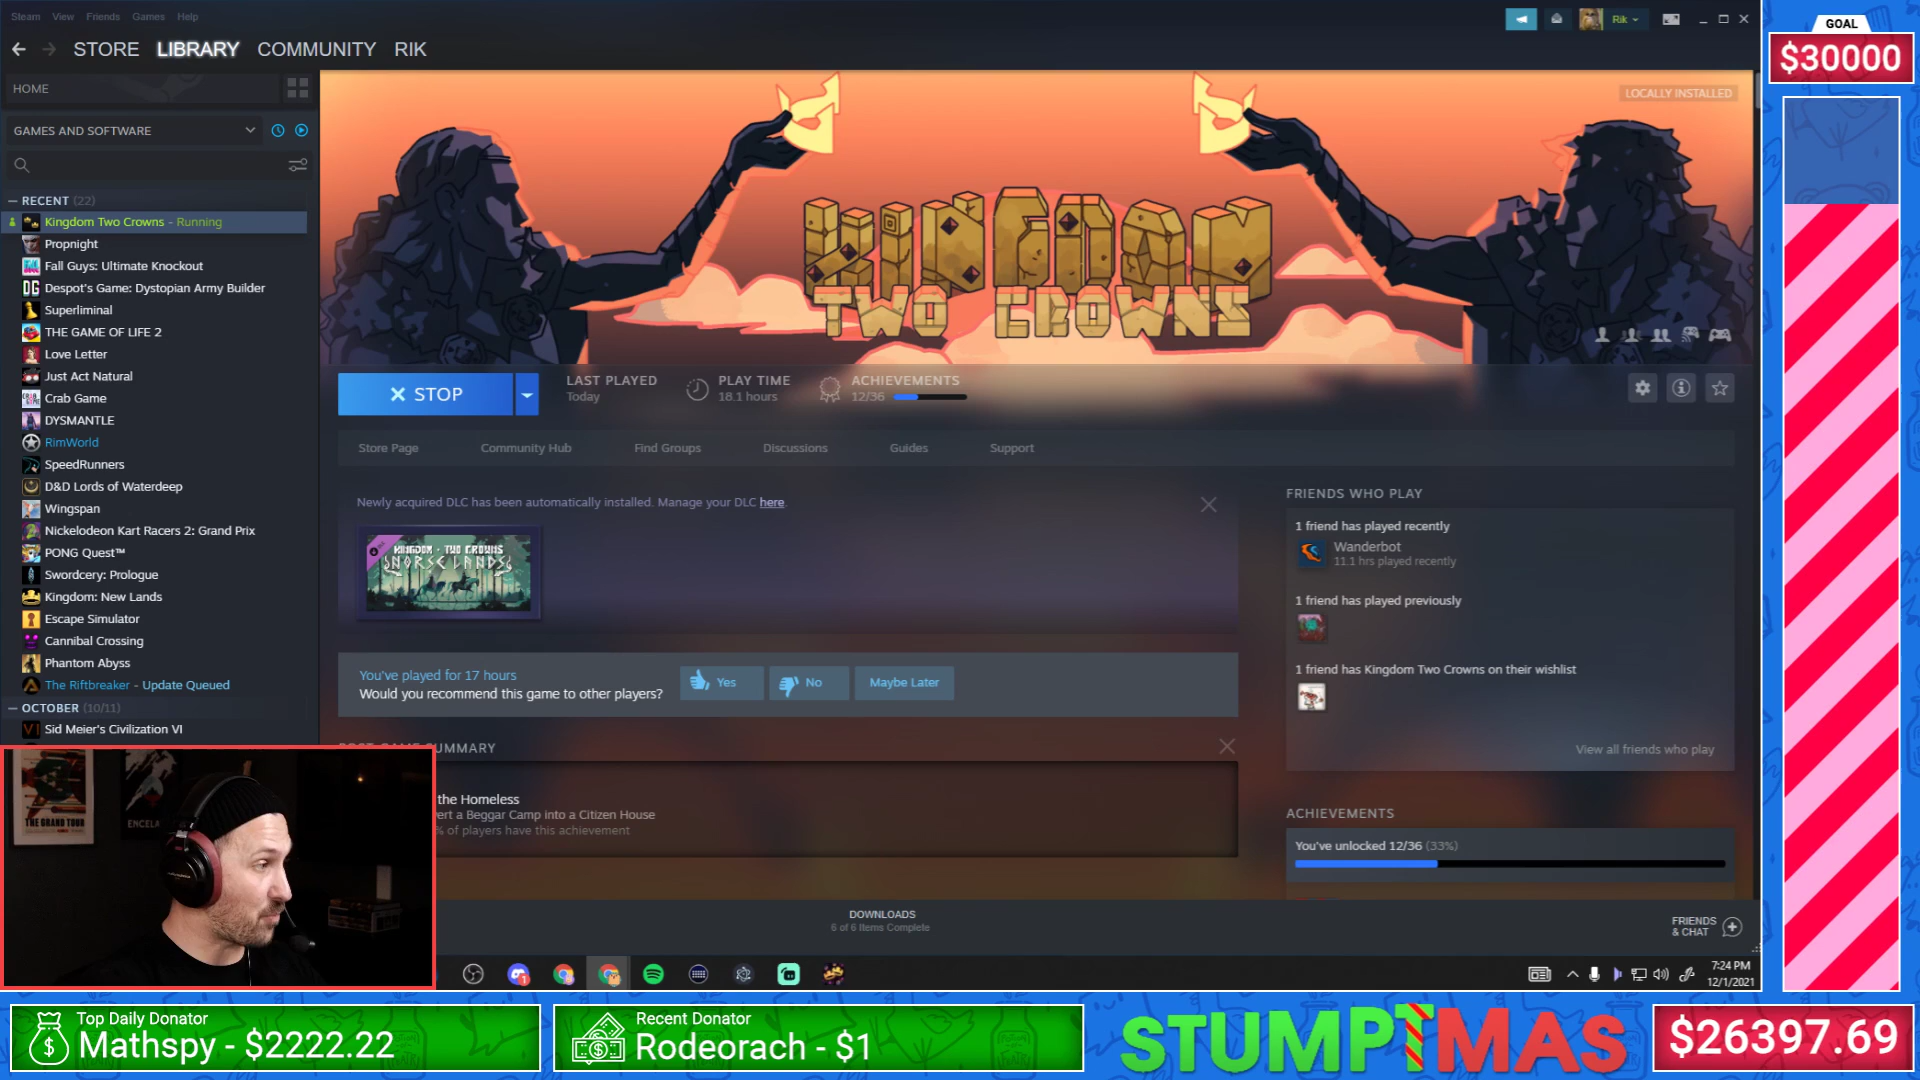 Steam View Friends Games Help
Rik
STORE LIBRARY COMMUNITY RIK
HOME
GAMES AND SOFTWARE
RECENT (22)
Kingdom Two Crowns - Running
Propnight
Fall Guys: Ultimate Knockout
Despot's Game: Dystopian Army Builder
Superliminal
THE GAME OF LIFE 2
Love Letter
Just Act Natural
Crab Game
DYSMANTLE
RimWorld
SpeedRunners
D&D Lords of Waterdeep
Wingspan
Nickelodeon Kart Racers 2: Grand Prix
PONG Quest™
Swordcery: Prologue
Kingdom: New Lands
Escape Simulator
Cannibal Crossing
Phantom Abyss
The Riftbreaker - Update Queued
OCTOBER (10/11)
Sid Meier's Civilization VI
LOCALLY INSTALLED
KINGDOM
TWO CROWNS
STOP
LAST PLAYED
Today
PLAY TIME
18.1 hours
ACHIEVEMENTS
12/36
Store Page Community Hub Find Groups Discussions Guides Support
Newly acquired DLC has been automatically installed. Manage your DLC here.
KINGDOM TWO CROWNS
NORSE LANDS
You've played for 17 hours
Would you recommend this game to other players?
Yes No Maybe Later
SUMMARY
the Homeless
ert a Beggar Camp into a Citizen House
% of players have this achievement
FRIENDS WHO PLAY
1 friend has played recently
Wanderbot
11.1 hrs played recently
1 friend has played previously
1 friend has Kingdom Two Crowns on their wishlist
View all friends who play
ACHIEVEMENTS
You've unlocked 12/36 (33%)
DOWNLOADS
6 of 6 Items Complete
FRIENDS
& CHAT
7:24 PM
12/1/2021
THE GRAND TOUR
ENCELA
GOAL
$30000
Top Daily Donator
Mathspy - $2222.22
Recent Donator
Rodeorach - $1
STUMPTMAS
$26397.69